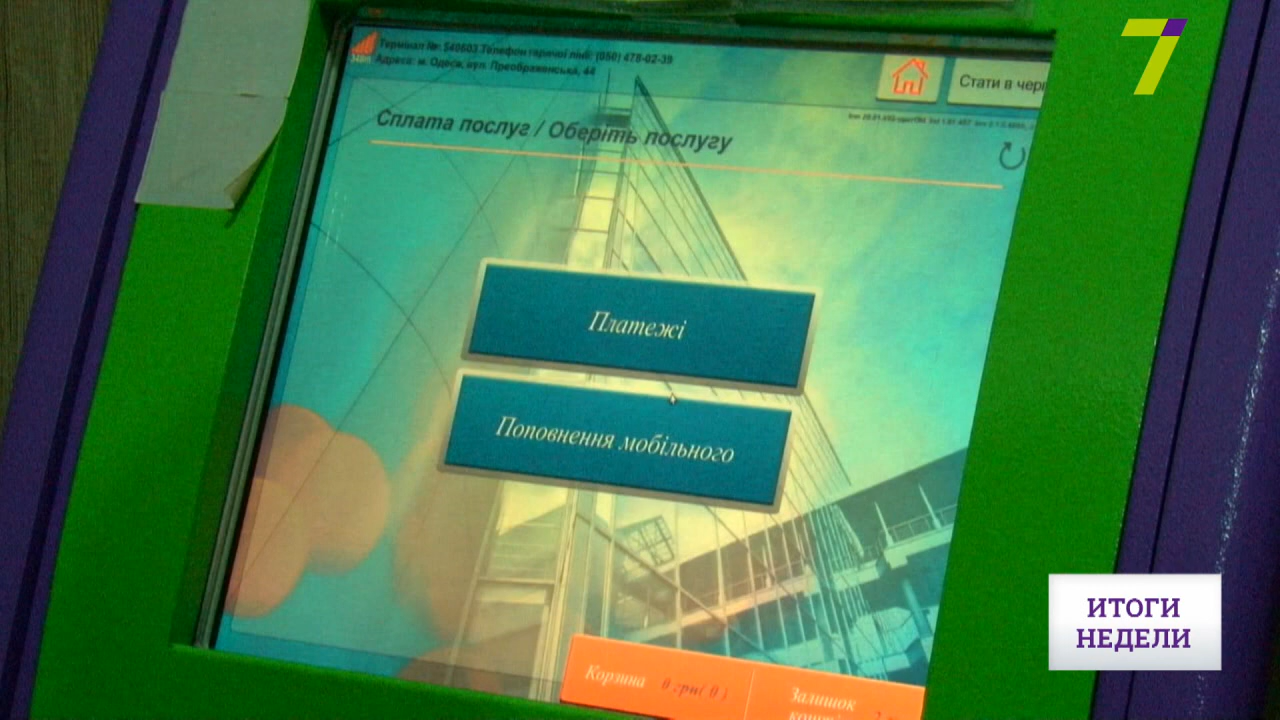 7
Термінал №: 540603 Телефон гарячої лінії: (050) 478-02-39
Адреса: м. Одеса, вул. Преображенська, 44
Стати в
Сплата послуг / Оберіть послугу
Платежі
Поповнення мобільного
Корзина 0 грн( 0 )
Залишок
ИТОГИ
НЕДЕЛИ